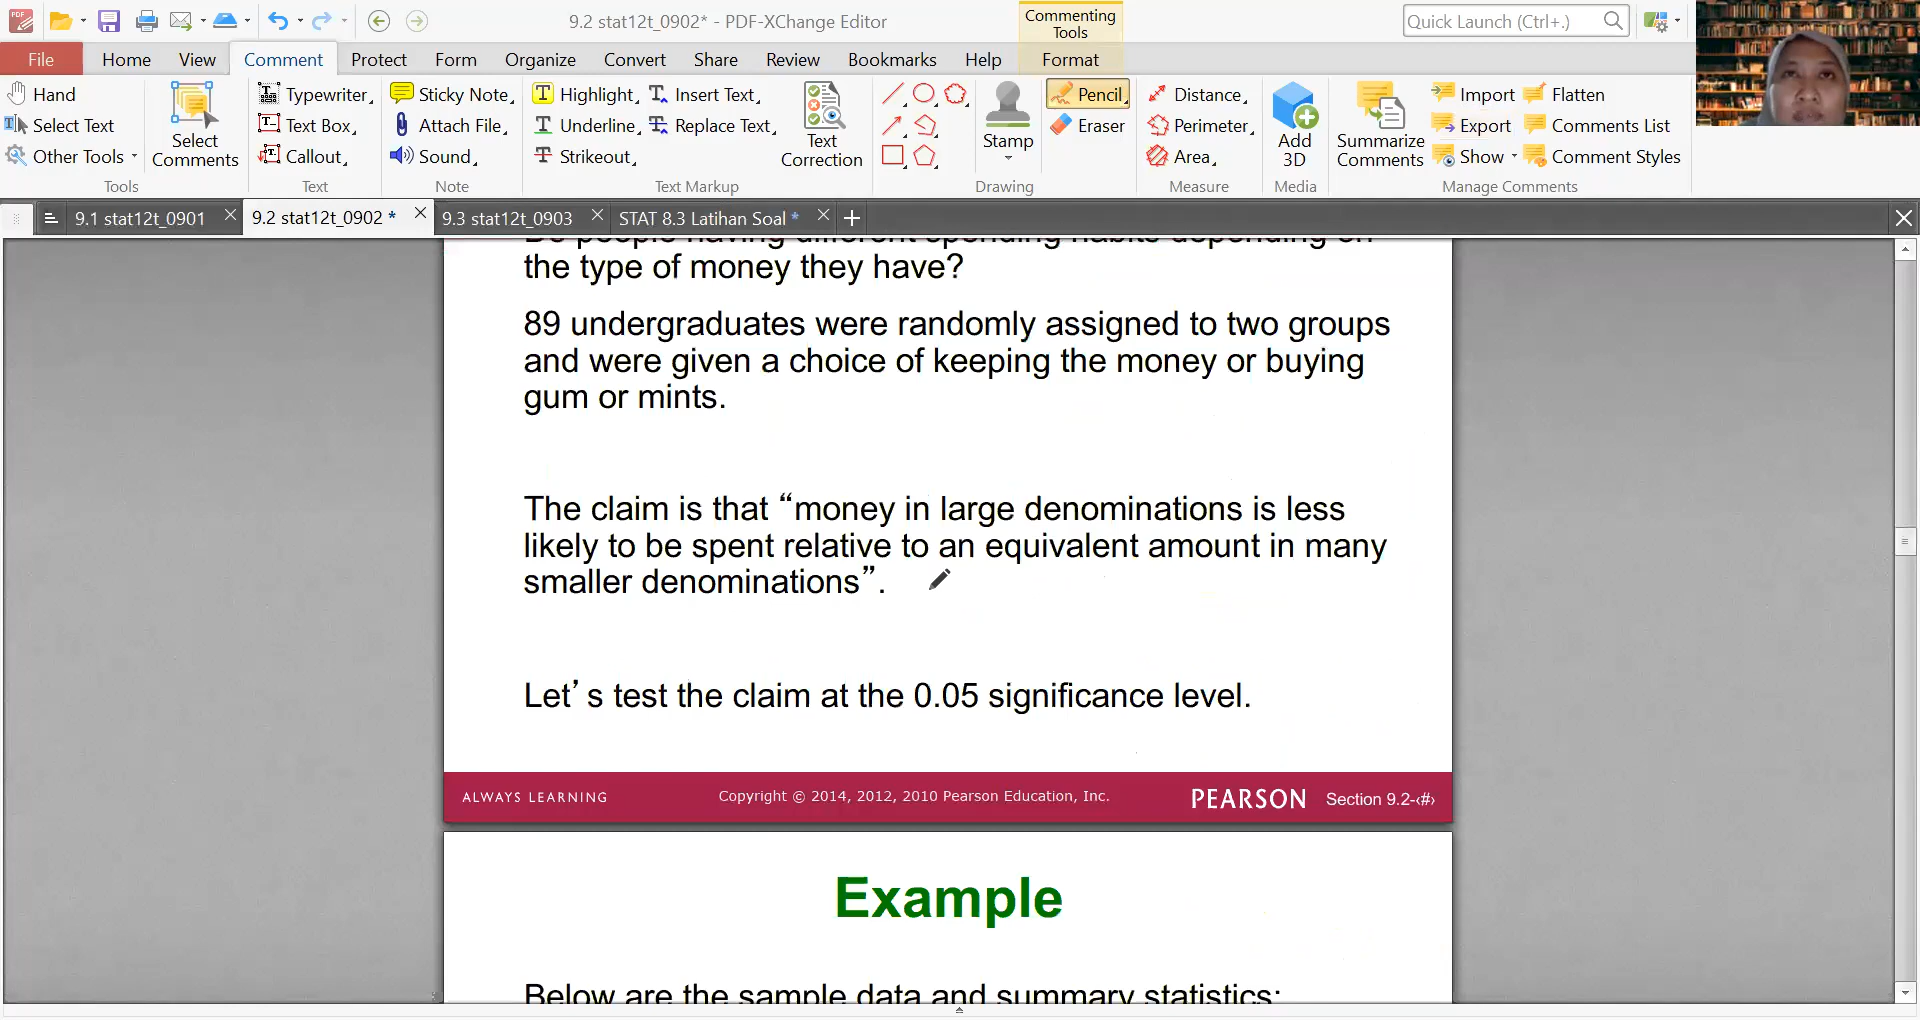 9.2 stat12t_0902* - PDF-XChange Editor
Commenting Tools
Quick Launch (Ctrl+.)
File Home View Comment Protect Form Organize Convert Share Review Bookmarks Help Format
Hand
Select Text
Other Tools
Select Comments
Tools
Typewriter
Text Box
Callout
Text
Sticky Note
Attach File
Sound
Note
Highlight
Underline
Strikeout
Insert Text
Replace Text
Text Correction
Text Markup
Stamp
Drawing
Pencil
Eraser
Distance
Perimeter
Area
Measure
Add 3D
Media
Summarize Comments
Import
Export
Show
Flatten
Comments List
Comment Styles
Manage Comments
9.1 stat12t_0901
9.2 stat12t_0902 *
9.3 stat12t_0903
STAT 8.3 Latihan Soal *
Do people having different spending habits depending on
the type of money they have?
89 undergraduates were randomly assigned to two groups
and were given a choice of keeping the money or buying
gum or mints.
The claim is that “money in large denominations is less
likely to be spent relative to an equivalent amount in many
smaller denominations”.
Let’s test the claim at the 0.05 significance level.
ALWAYS LEARNING
Copyright © 2014, 2012, 2010 Pearson Education, Inc.
PEARSON
Section 9.2-‹#›
Example
Below are the sample data and summary statistics: